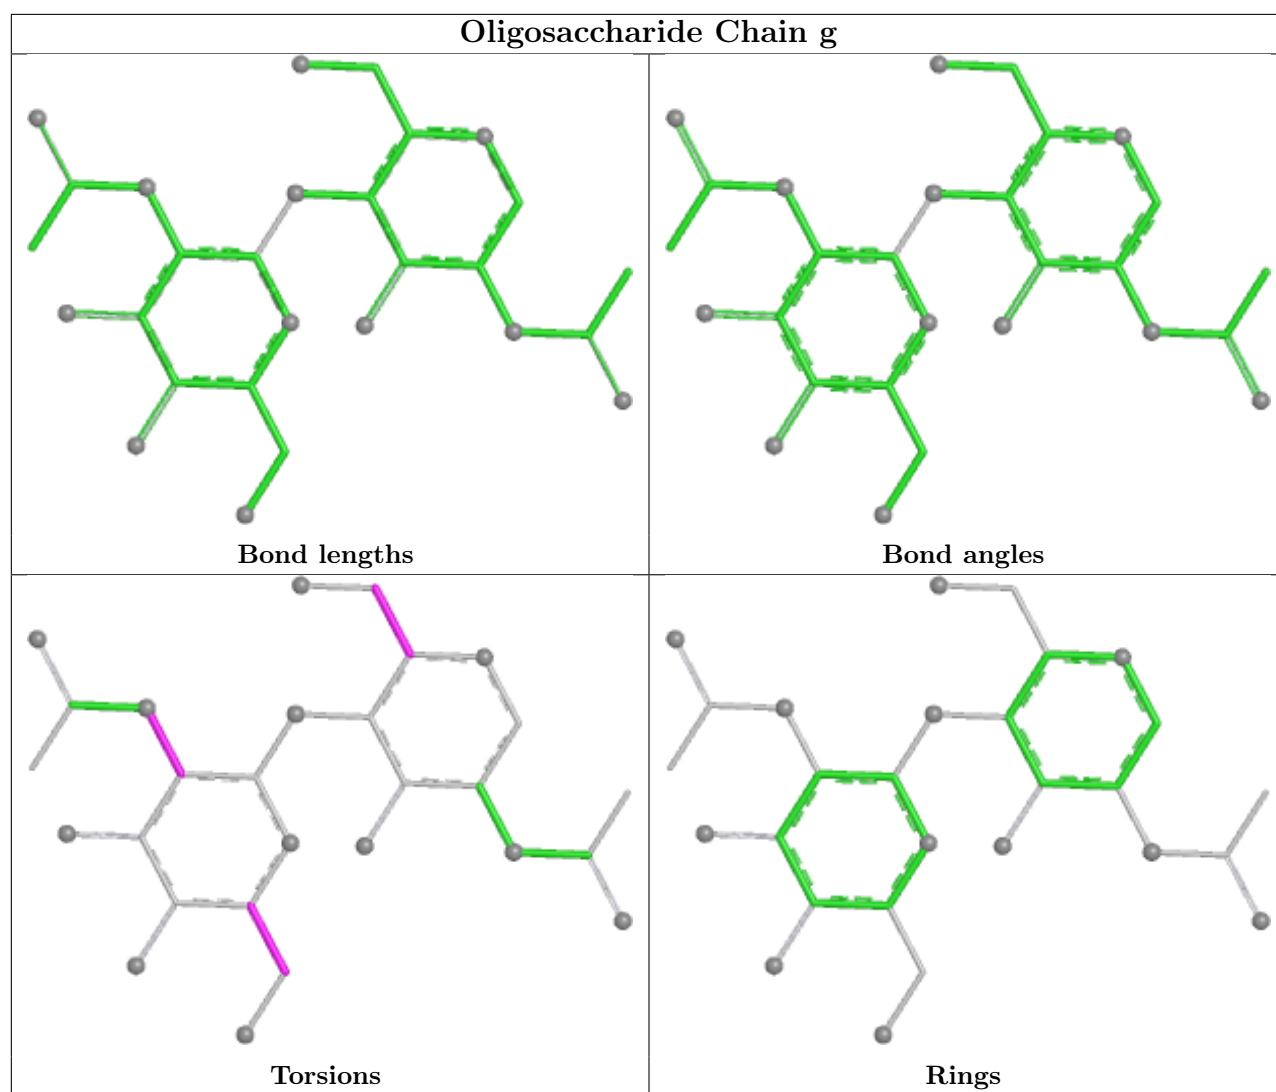 Oligosaccharide Chain g
Bond lengths
Bond angles
Torsions
Rings